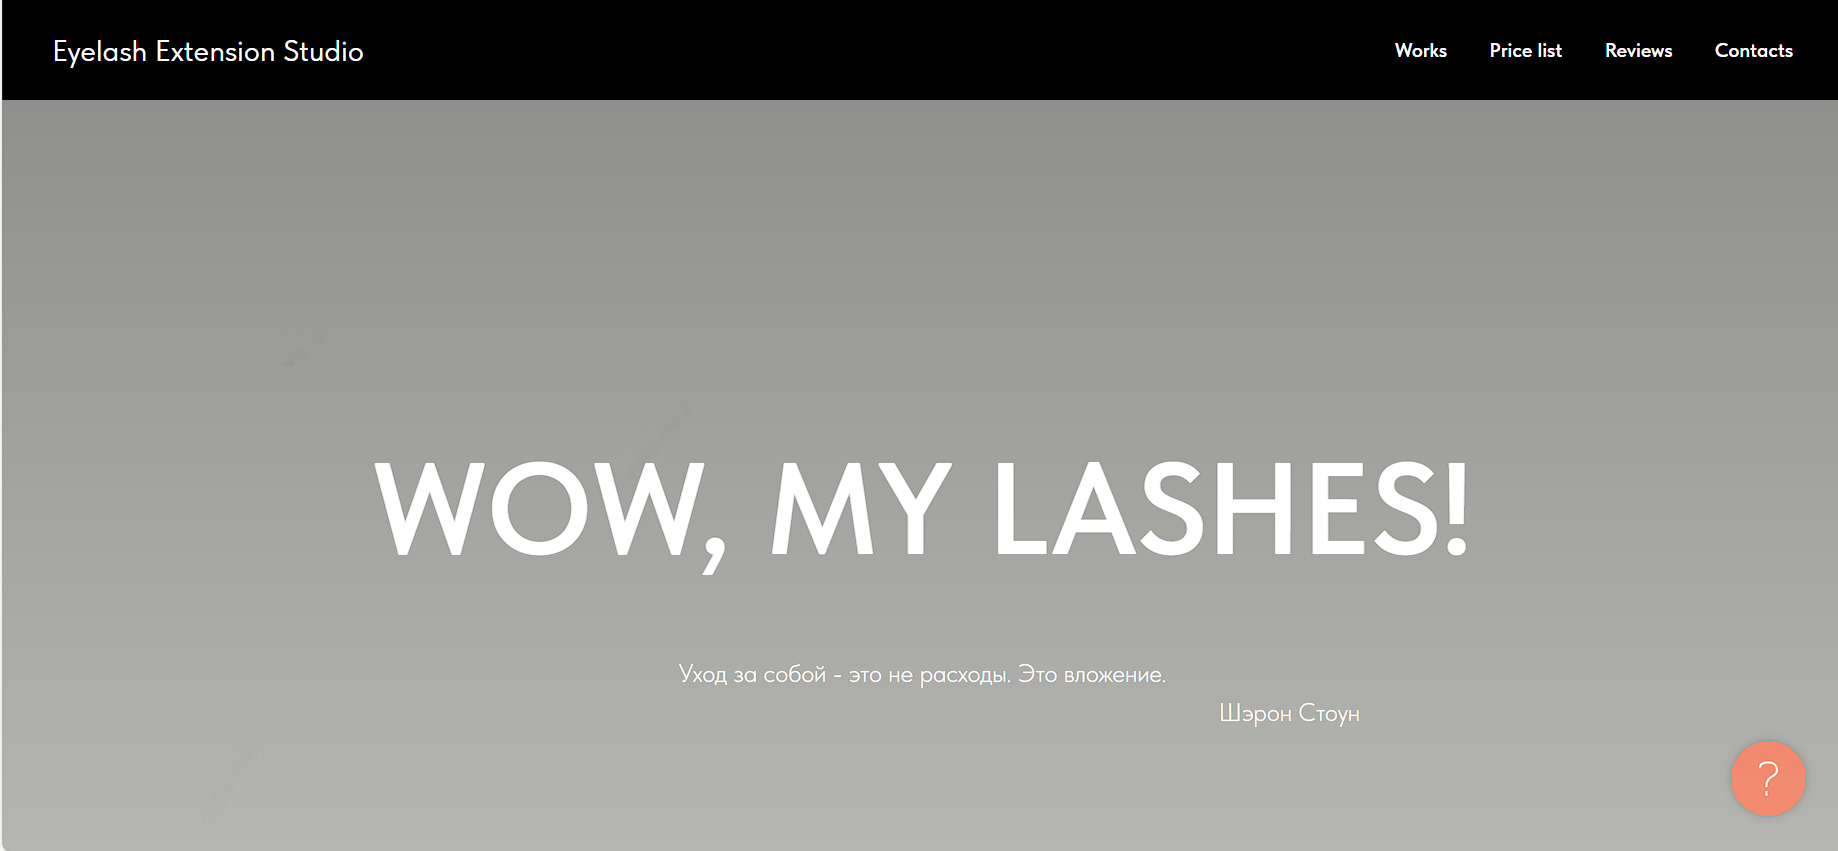 Eyelash Extension Studio
Works
Price list
Reviews
Contacts
WOW, MY LASHES!
Уход за собой - это не расходы. Это вложение.
Шэрон Стоун
?